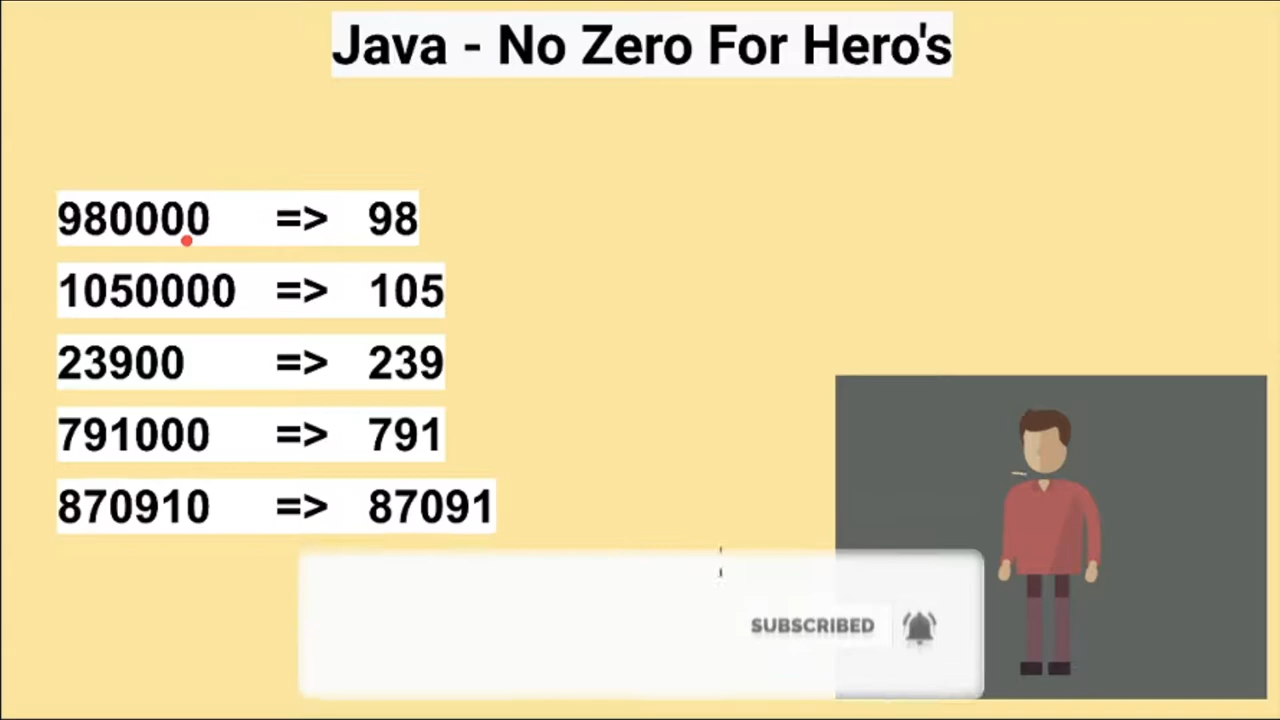 Java - No Zero For Hero's
980000 => 98
1050000 => 105
23900 => 239
791000 => 791
870910 => 87091
SUBSCRIBED